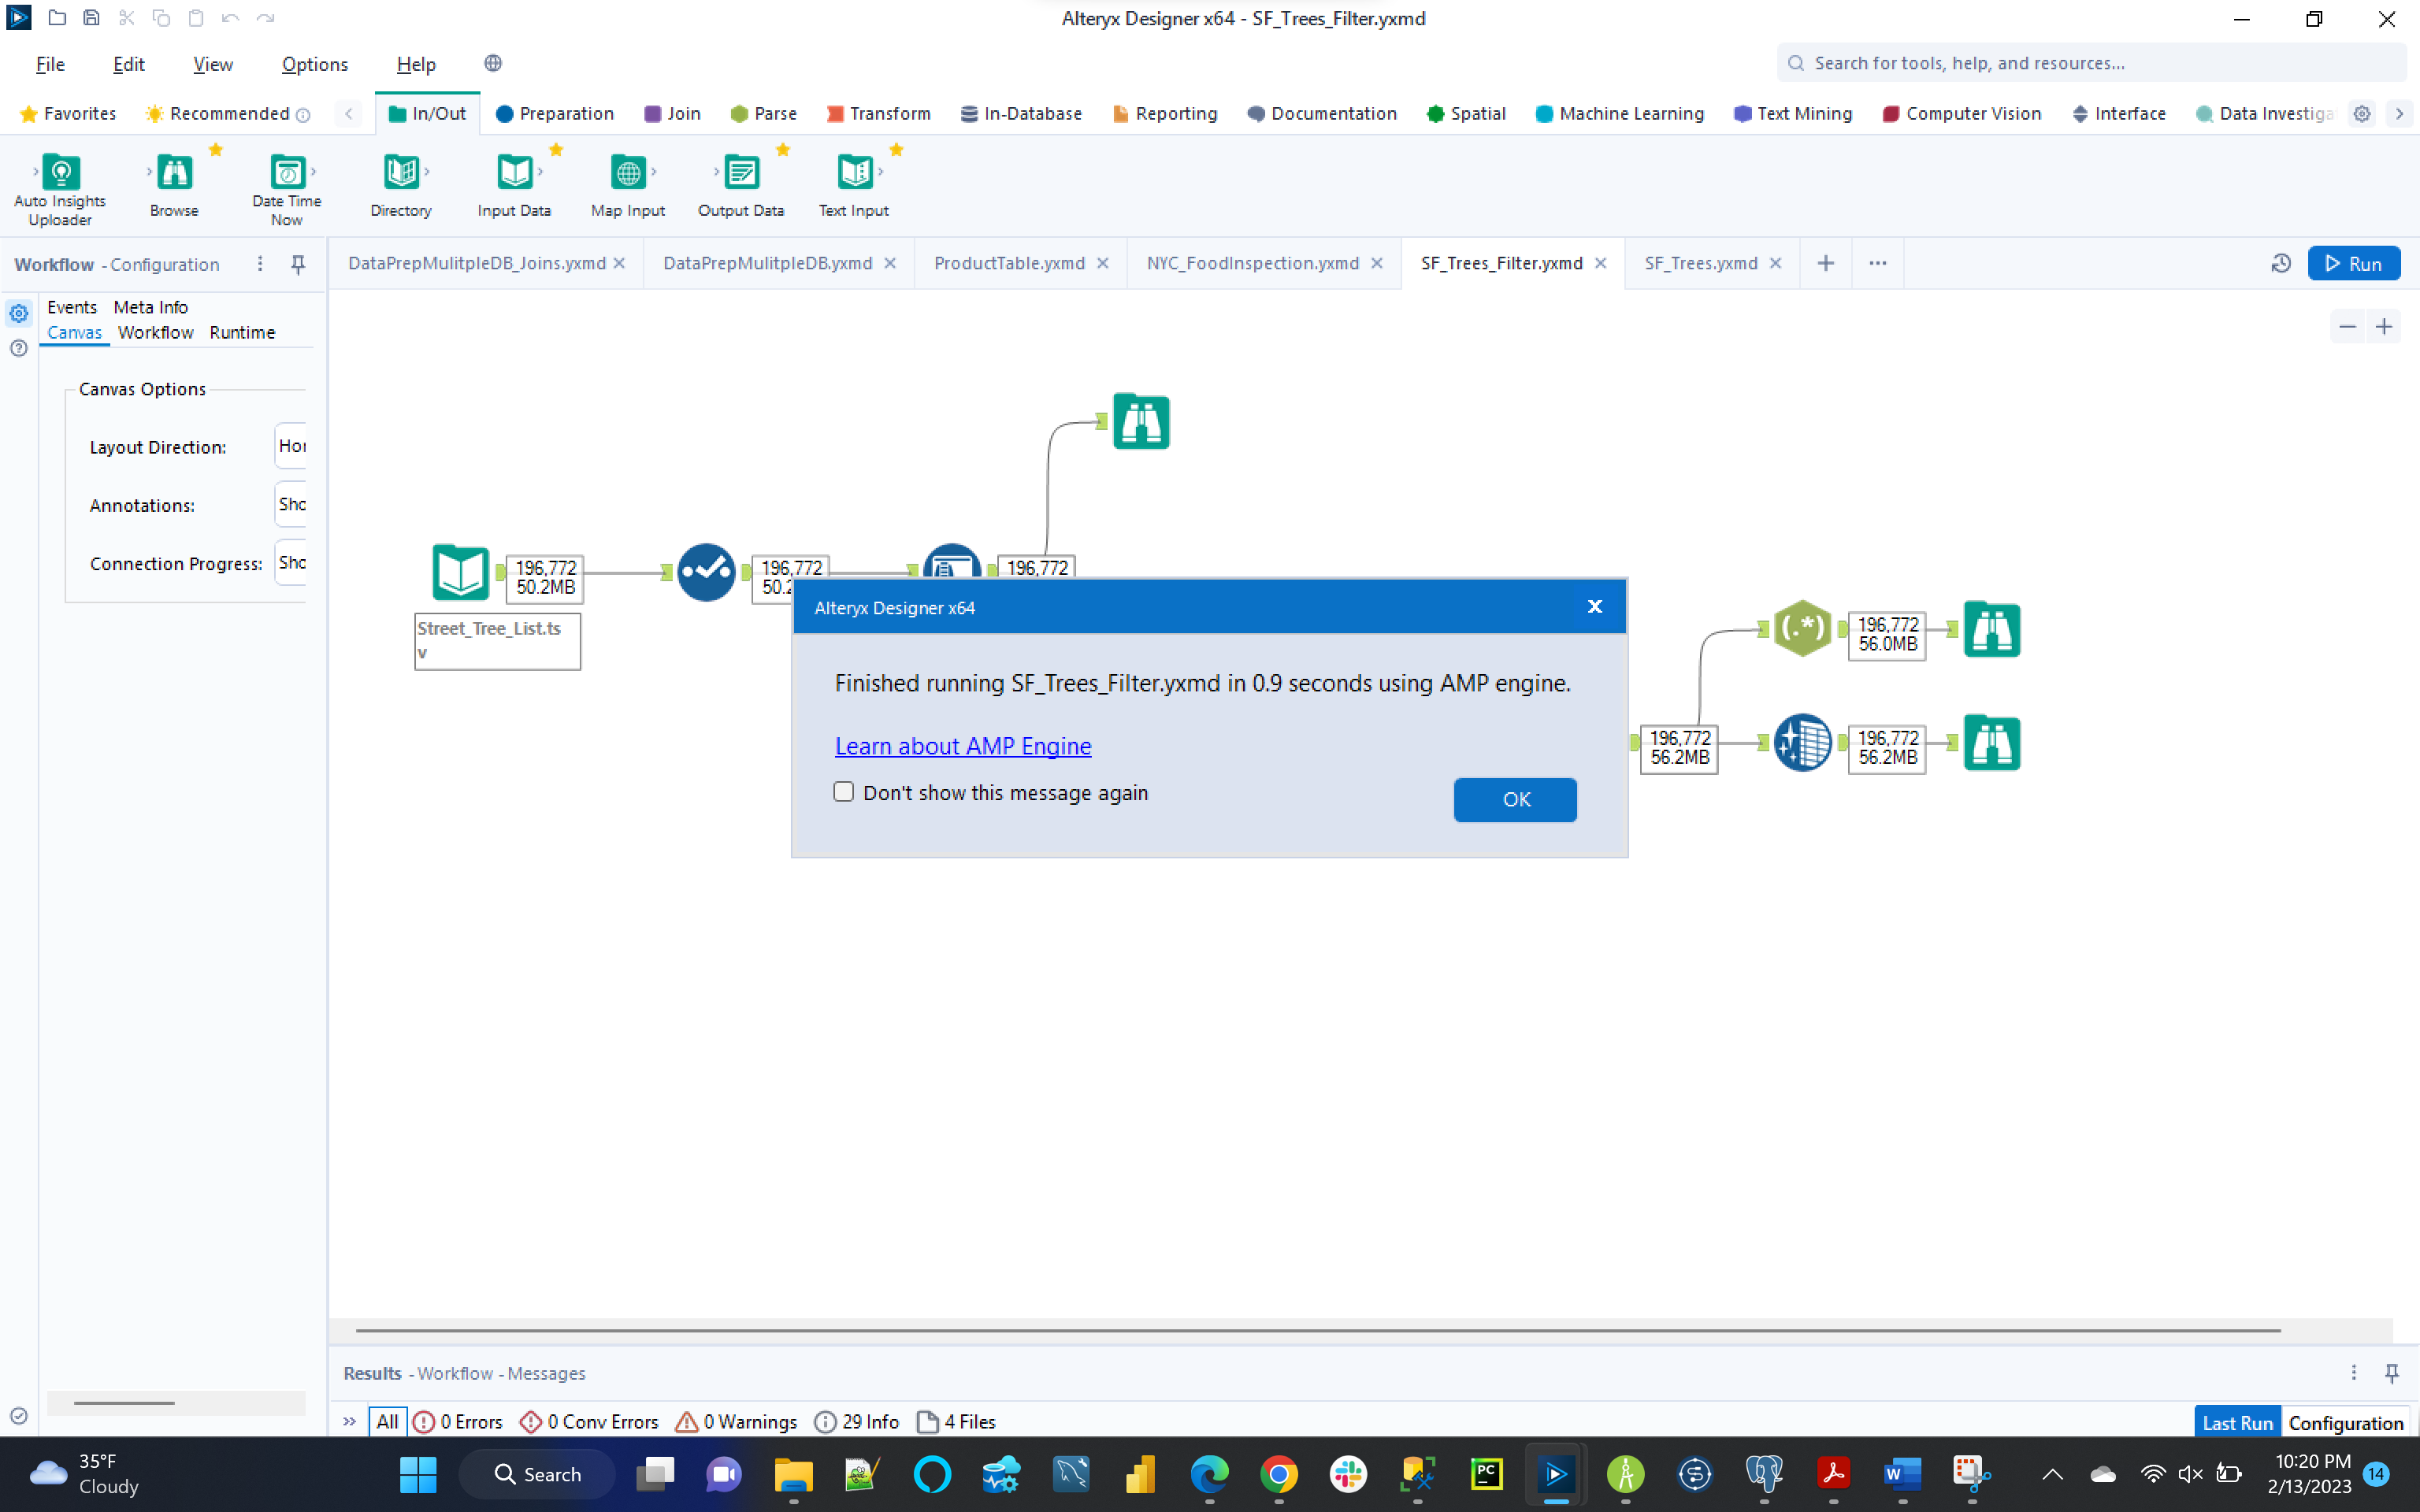 Alteryx Designer x64 - SF_Trees_Filter.yxmd
File Edit View Options Help
Search for tools, help, and resources...
Favorites Recommended In/Out Preparation Join Parse Transform In-Database Reporting Documentation Spatial Machine Learning Text Mining Computer Vision Interface Data Investiga
Auto Insights Uploader
Browse
Date Time Now
Directory
Input Data
Map Input
Output Data
Text Input
Workflow - Configuration
DataPrepMulitpleDB_Joins.yxmd DataPrepMulitpleDB.yxmd ProductTable.yxmd NYC_FoodInspection.yxmd SF_Trees_Filter.yxmd SF_Trees.yxmd
Run
Events Meta Info
Canvas Workflow Runtime
Canvas Options
Layout Direction: Hor
Annotations: Sho
Connection Progress: Sho
196,772
50.2MB
Street_Tree_List.ts
v
196,772
50.2
196,772
(.*)
196,772
56.0MB
196,772
56.2MB
196,772
56.2MB
Alteryx Designer x64
Finished running SF_Trees_Filter.yxmd in 0.9 seconds using AMP engine.
Learn about AMP Engine
Don't show this message again
OK
Results - Workflow - Messages
All 0 Errors 0 Conv Errors 0 Warnings 29 Info 4 Files
Last Run Configuration
35°F
Cloudy
Search
PC
W
10:20 PM
2/13/2023
14